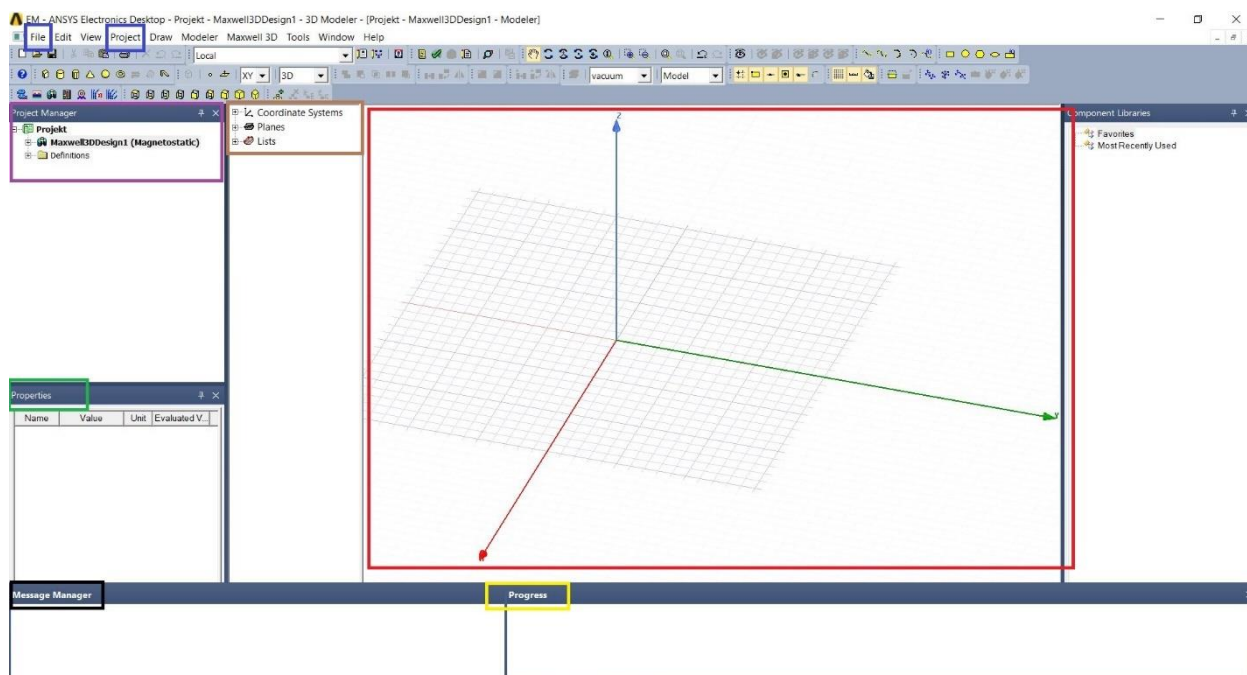 EM - ANSYS Electronics Desktop - Projekt - Maxwell3DDesign1 - 3D Modeler - [Projekt - Maxwell3DDesign1 - Modeler]
File Edit View Project Draw Modeler Maxwell 3D Tools Window Help
Local
XY 3D vacuum Model
Project Manager
Projekt
Maxwell3DDesign1 (Magnetostatic)
Definitions
Coordinate Systems
Planes
Lists
Z
Y
Component Libraries
Favorites
Most Recently Used
Properties
Name Value Unit Evaluated V...
Message Manager
Progress